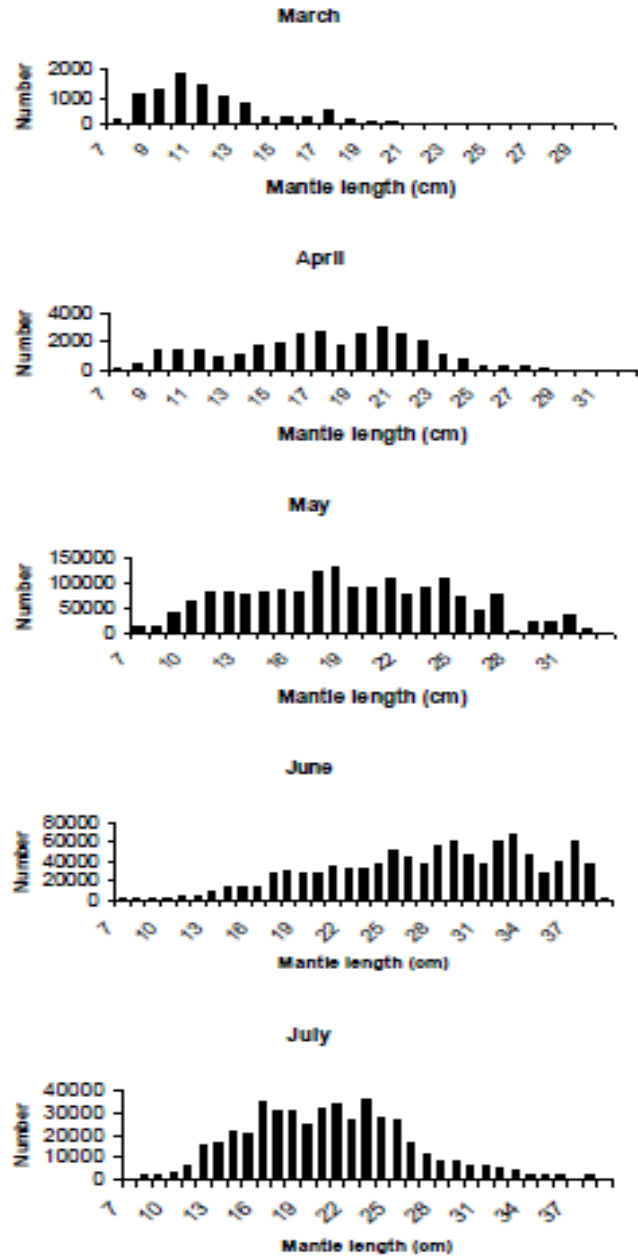 March
Number
2000
1000
0
7 9 11 13 15 17 19 21 23 25 27 29
Mantle length (cm)
April
Number
4000
2000
0
7 9 11 13 15 17 19 21 23 25 27 29 31
Mantle length (cm)
May
Number
150000
100000
50000
0
7 10 13 16 19 22 25 28 31
Mantle length (cm)
June
Number
80000
60000
40000
20000
0
7 10 13 16 19 22 25 28 31 34 37
Mantle length (cm)
July
Number
40000
30000
20000
10000
0
7 10 13 16 19 22 25 28 31 34 37
Mantle length (cm)